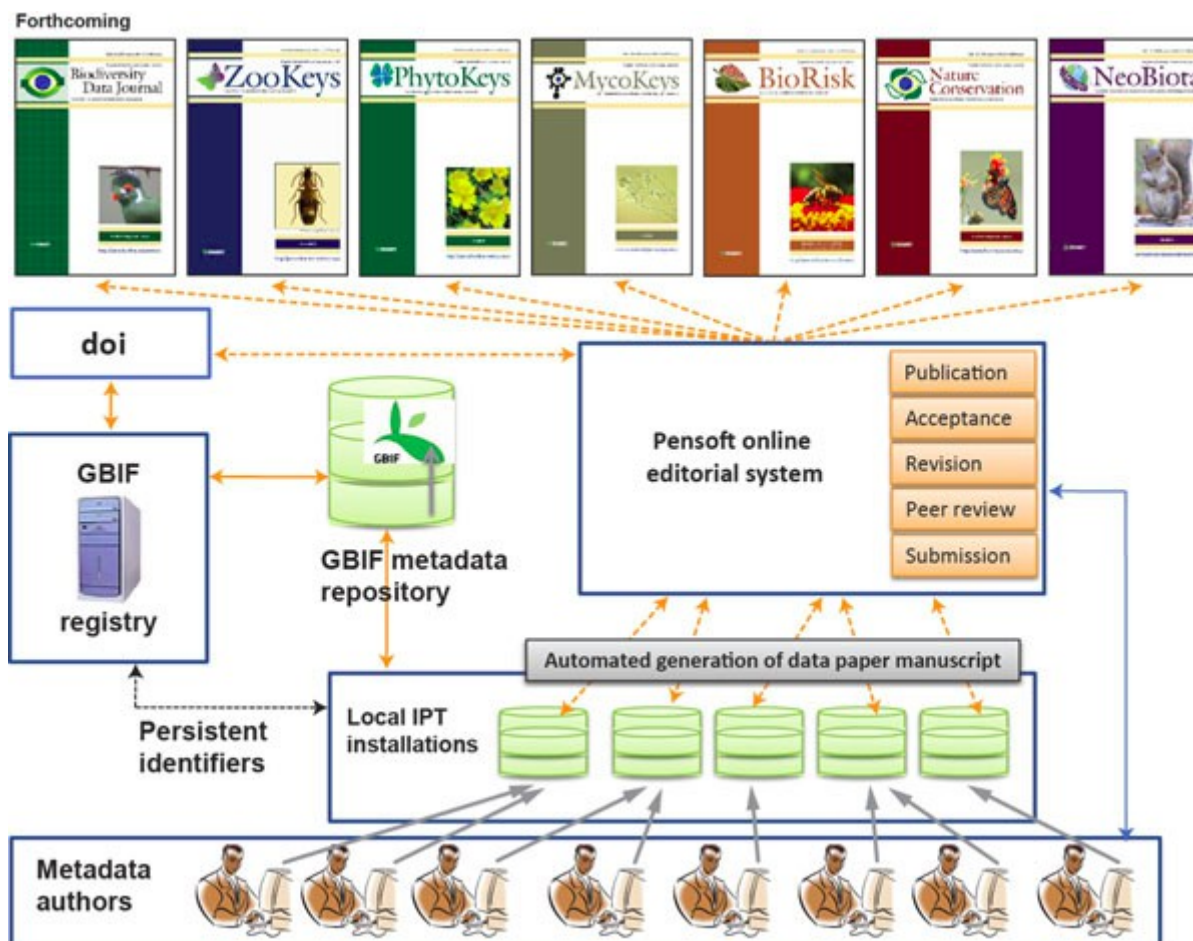 Forthcoming
Biodiversity
Data Journal
ZooKeys
PhytoKeys
MycoKeys
BioRisk
Nature
Conservation
NeoBiota
doi
GBIF
registry
GBIF
GBIF metadata
repository
Pensoft online
editorial system
Publication
Acceptance
Revision
Peer review
Submission
Automated generation of data paper manuscript
Persistent
identifiers
Local IPT
installations
Metadata
authors